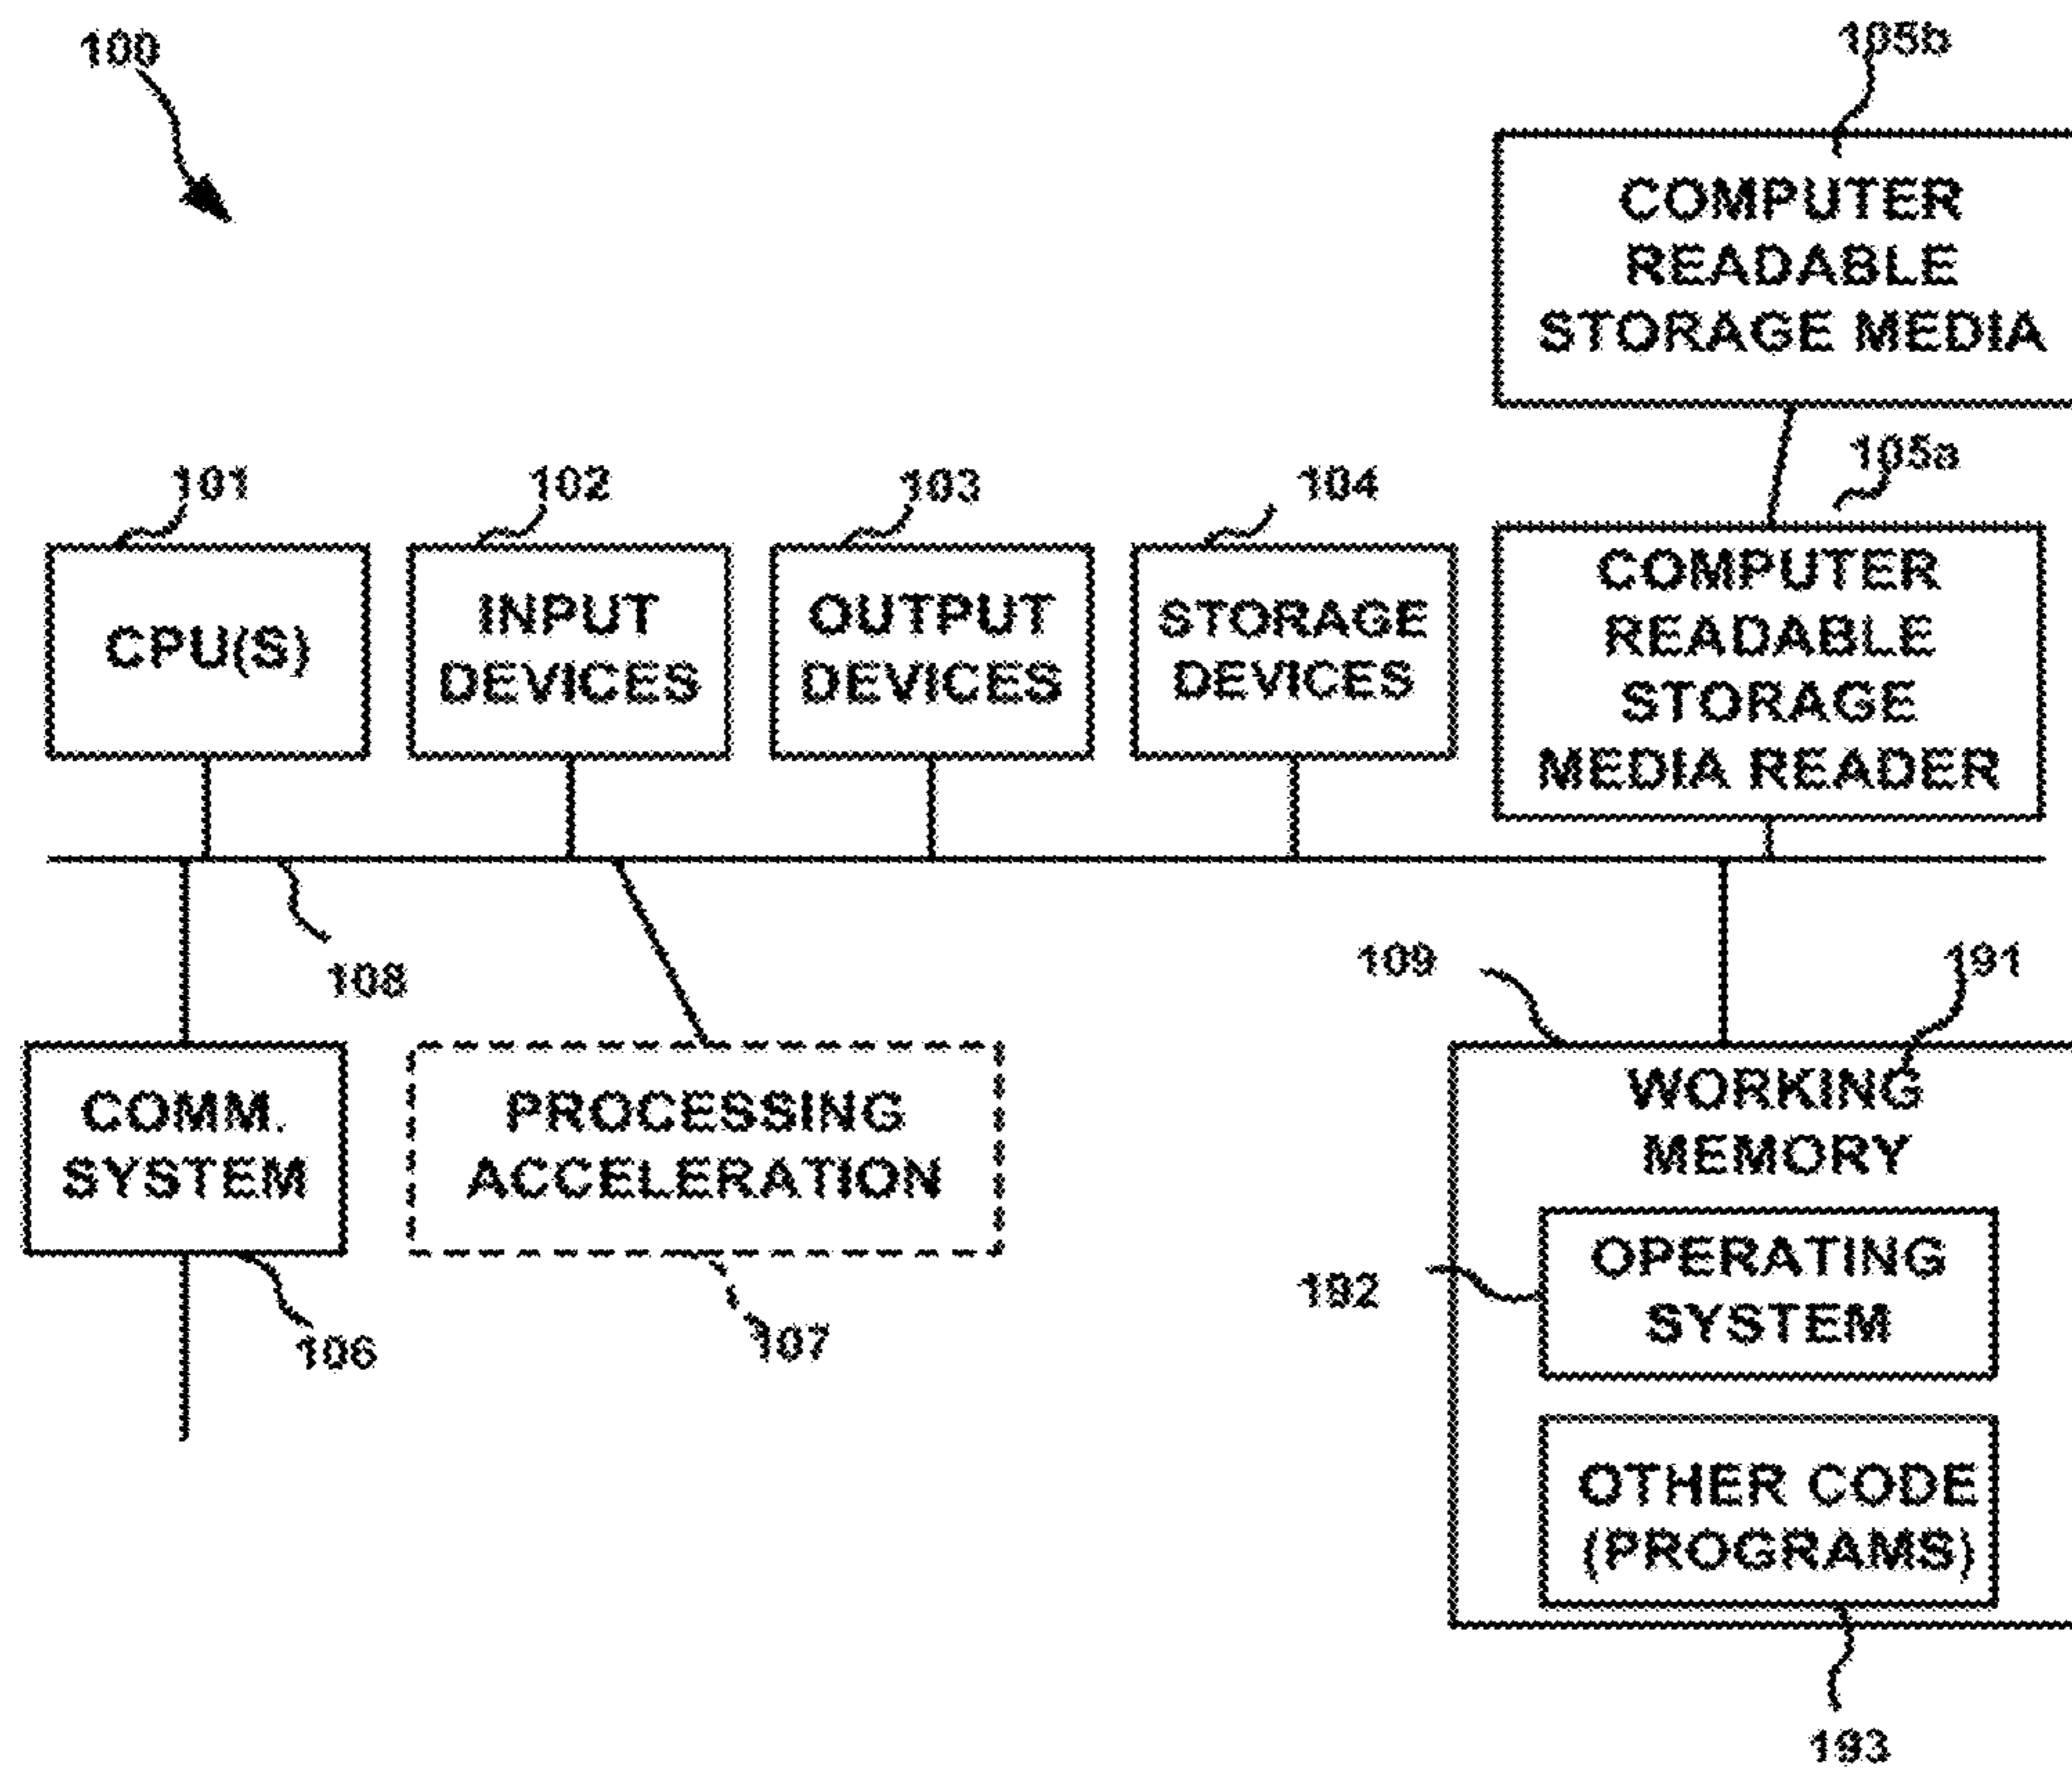 100
105b
COMPUTER
READABLE
STORAGE MEDIA
105a
101
102
103
104
CPU(S)
INPUT
DEVICES
OUTPUT
DEVICES
STORAGE
DEVICES
COMPUTER
READABLE
STORAGE
MEDIA READER
108
109
191
COMM.
SYSTEM
PROCESSING
ACCELERATION
WORKING
MEMORY
192
OPERATING
SYSTEM
106
107
OTHER CODE
(PROGRAMS)
193